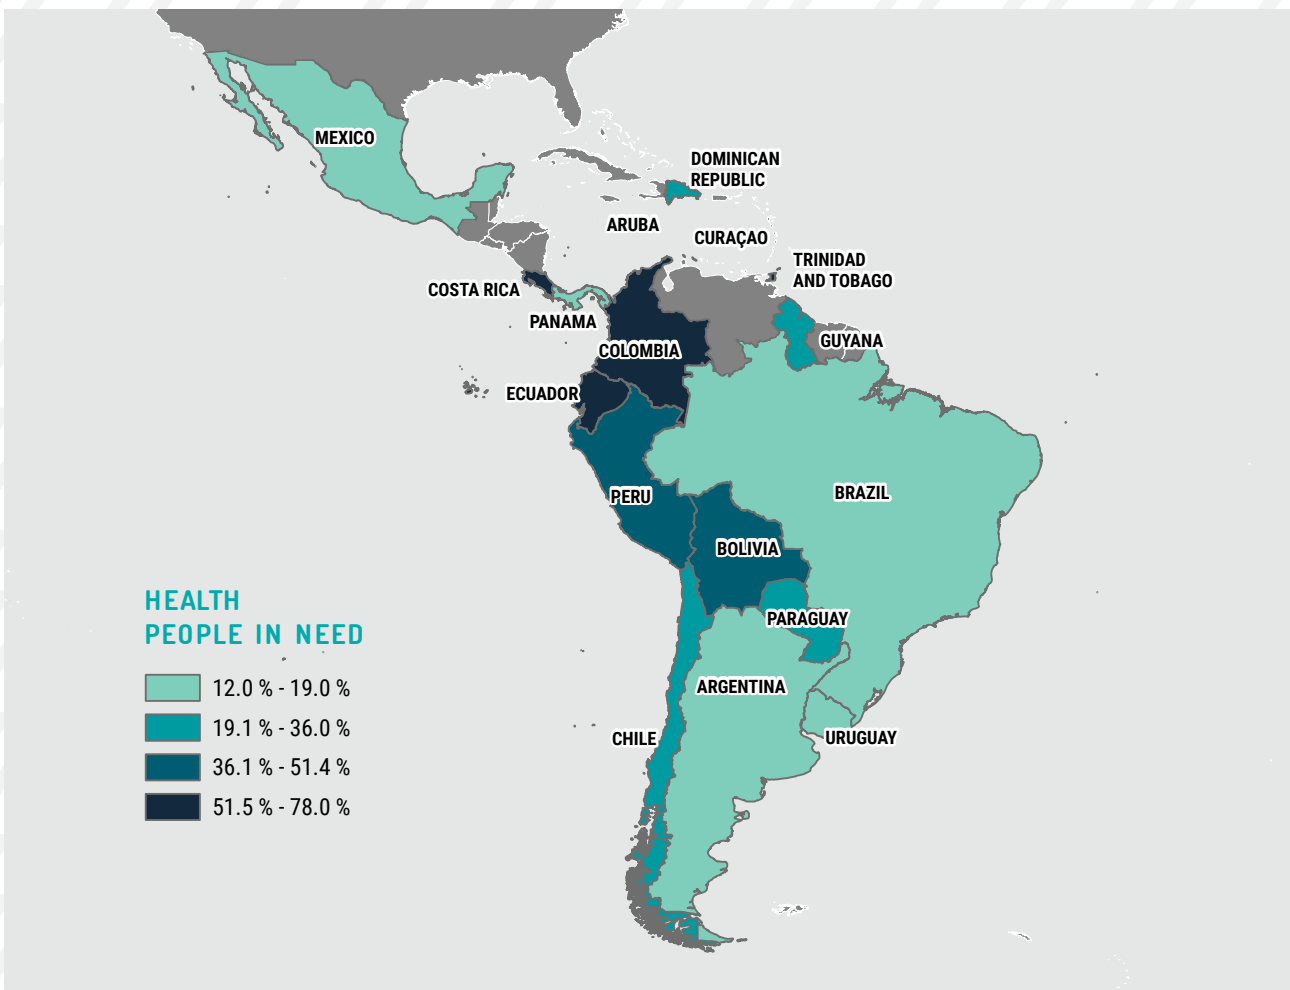 MEXICO
DOMINICAN
REPUBLIC
ARUBA
CURAÇAO
TRINIDAD
AND TOBAGO
COSTA RICA
PANAMA
GUYANA
COLOMBIA
ECUADOR
PERU
BRAZIL
BOLIVIA
PARAGUAY
ARGENTINA
CHILE
URUGUAY
HEALTH
PEOPLE IN NEED
12.0 % - 19.0 %
19.1 % - 36.0 %
36.1 % - 51.4 %
51.5 % - 78.0 %